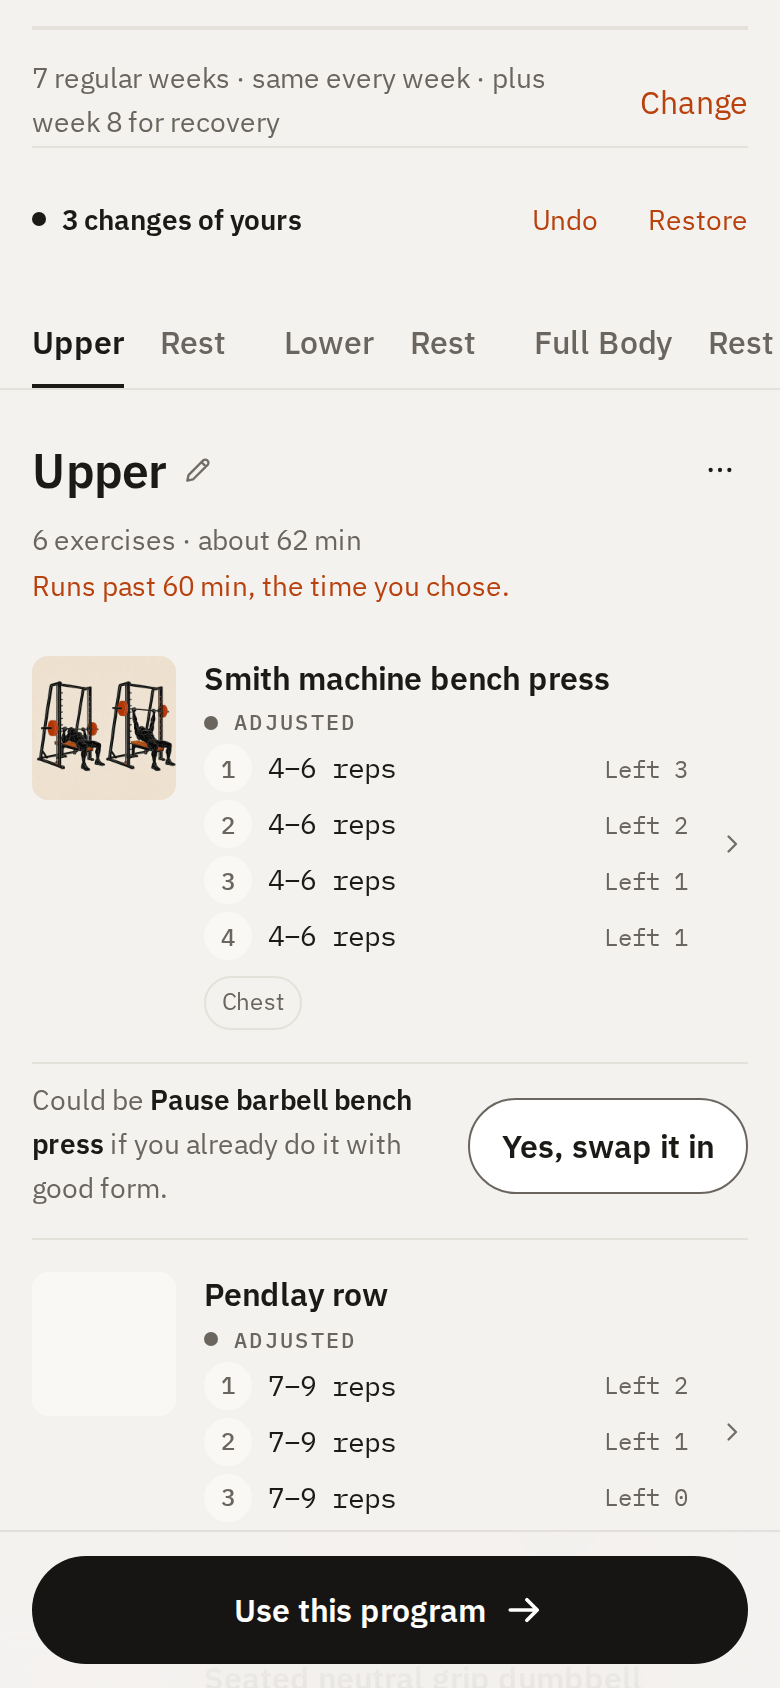 7 regular weeks · same every week · plus
week 8 for recovery
Change
3 changes of yours
Undo
Restore
Upper
Rest
Lower
Rest
Full Body
Rest
Upper
...
6 exercises · about 62 min
Runs past 60 min, the time you chose.
Smith machine bench press
ADJUSTED
1 4–6 reps Left 3
2 4–6 reps Left 2
3 4–6 reps Left 1
4 4–6 reps Left 1
Chest
Could be Pause barbell bench
press if you already do it with
good form.
Yes, swap it in
Pendlay row
ADJUSTED
1 7–9 reps Left 2
2 7–9 reps Left 1
3 7–9 reps Left 0
Use this program →
Seated neutral grip dumbbell